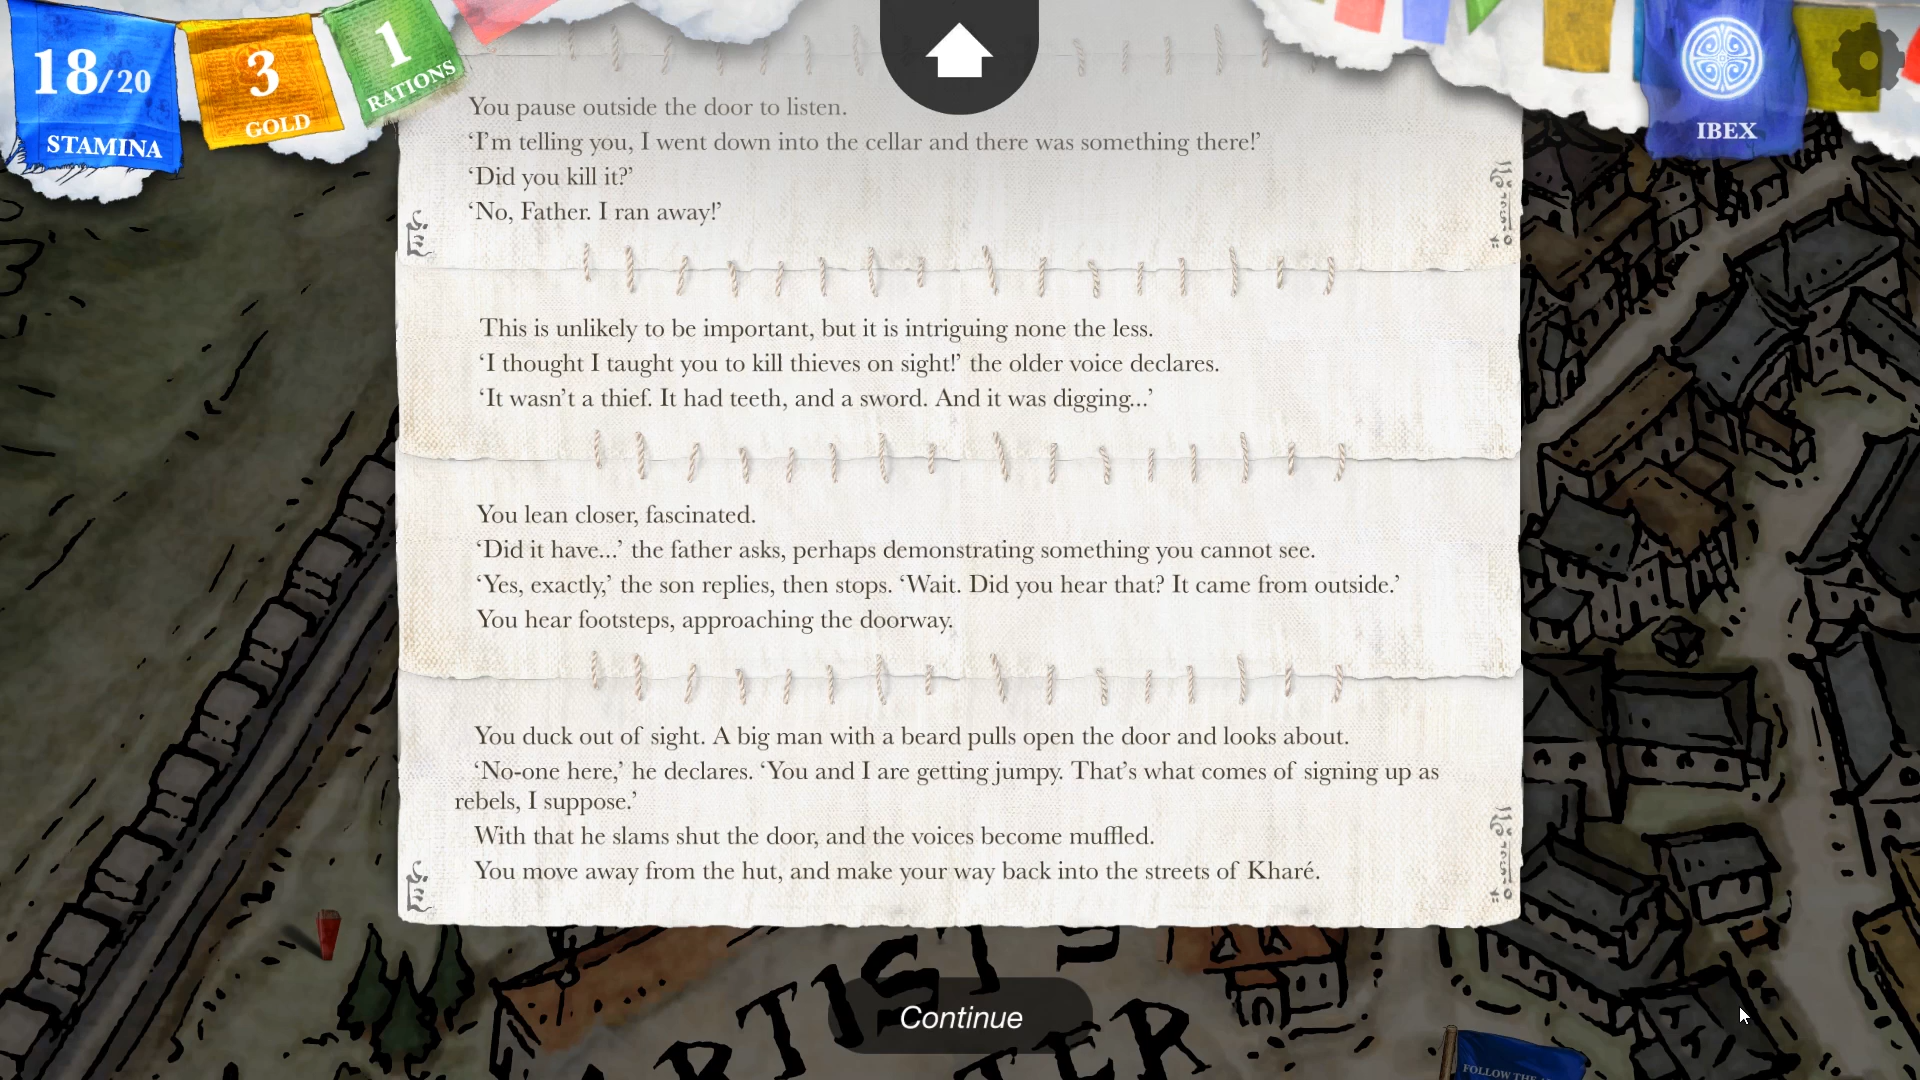 18/20
STAMINA
3
GOLD
1
RATIONS
IBEX
You pause outside the door to listen.
‘I’m telling you, I went down into the cellar and there was something there!’
‘Did you kill it?’
‘No, Father. I ran away!’
This is unlikely to be important, but it is intriguing none the less.
‘I thought I taught you to kill thieves on sight!’ the older voice declares.
‘It wasn’t a thief. It had teeth, and a sword. And it was digging...’
You lean closer, fascinated.
‘Did it have...’ the father asks, perhaps demonstrating something you cannot see.
‘Yes, exactly,’ the son replies, then stops. ‘Wait. Did you hear that? It came from outside.’
You hear footsteps, approaching the doorway.
You duck out of sight. A big man with a beard pulls open the door and looks about.
‘No-one here,’ he declares. ‘You and I are getting jumpy. That’s what comes of signing up as
rebels, I suppose.’
With that he slams shut the door, and the voices become muffled.
You move away from the hut, and make your way back into the streets of Kharé.
Continue
FOLLOW THE